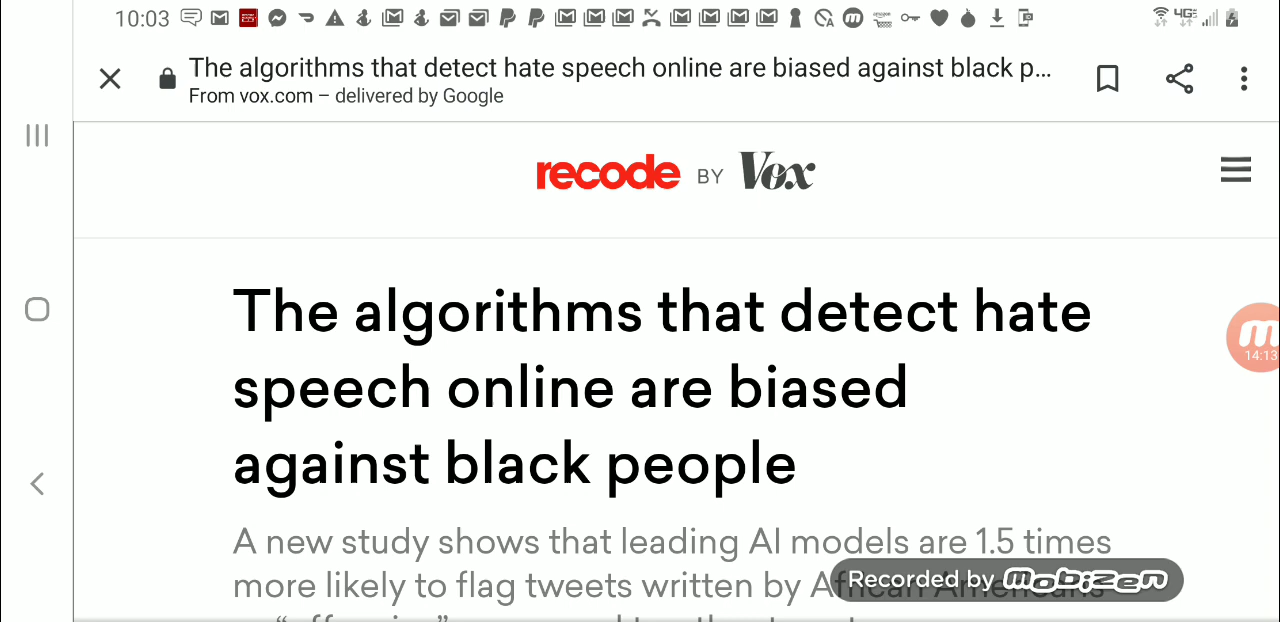 10:03
4GE
The algorithms that detect hate speech online are biased against black p...
From vox.com – delivered by Google
recode BY Vox
The algorithms that detect hate
speech online are biased
against black people
14:13
A new study shows that leading AI models are 1.5 times
more likely to flag tweets written by African Americans
Recorded by mobizen